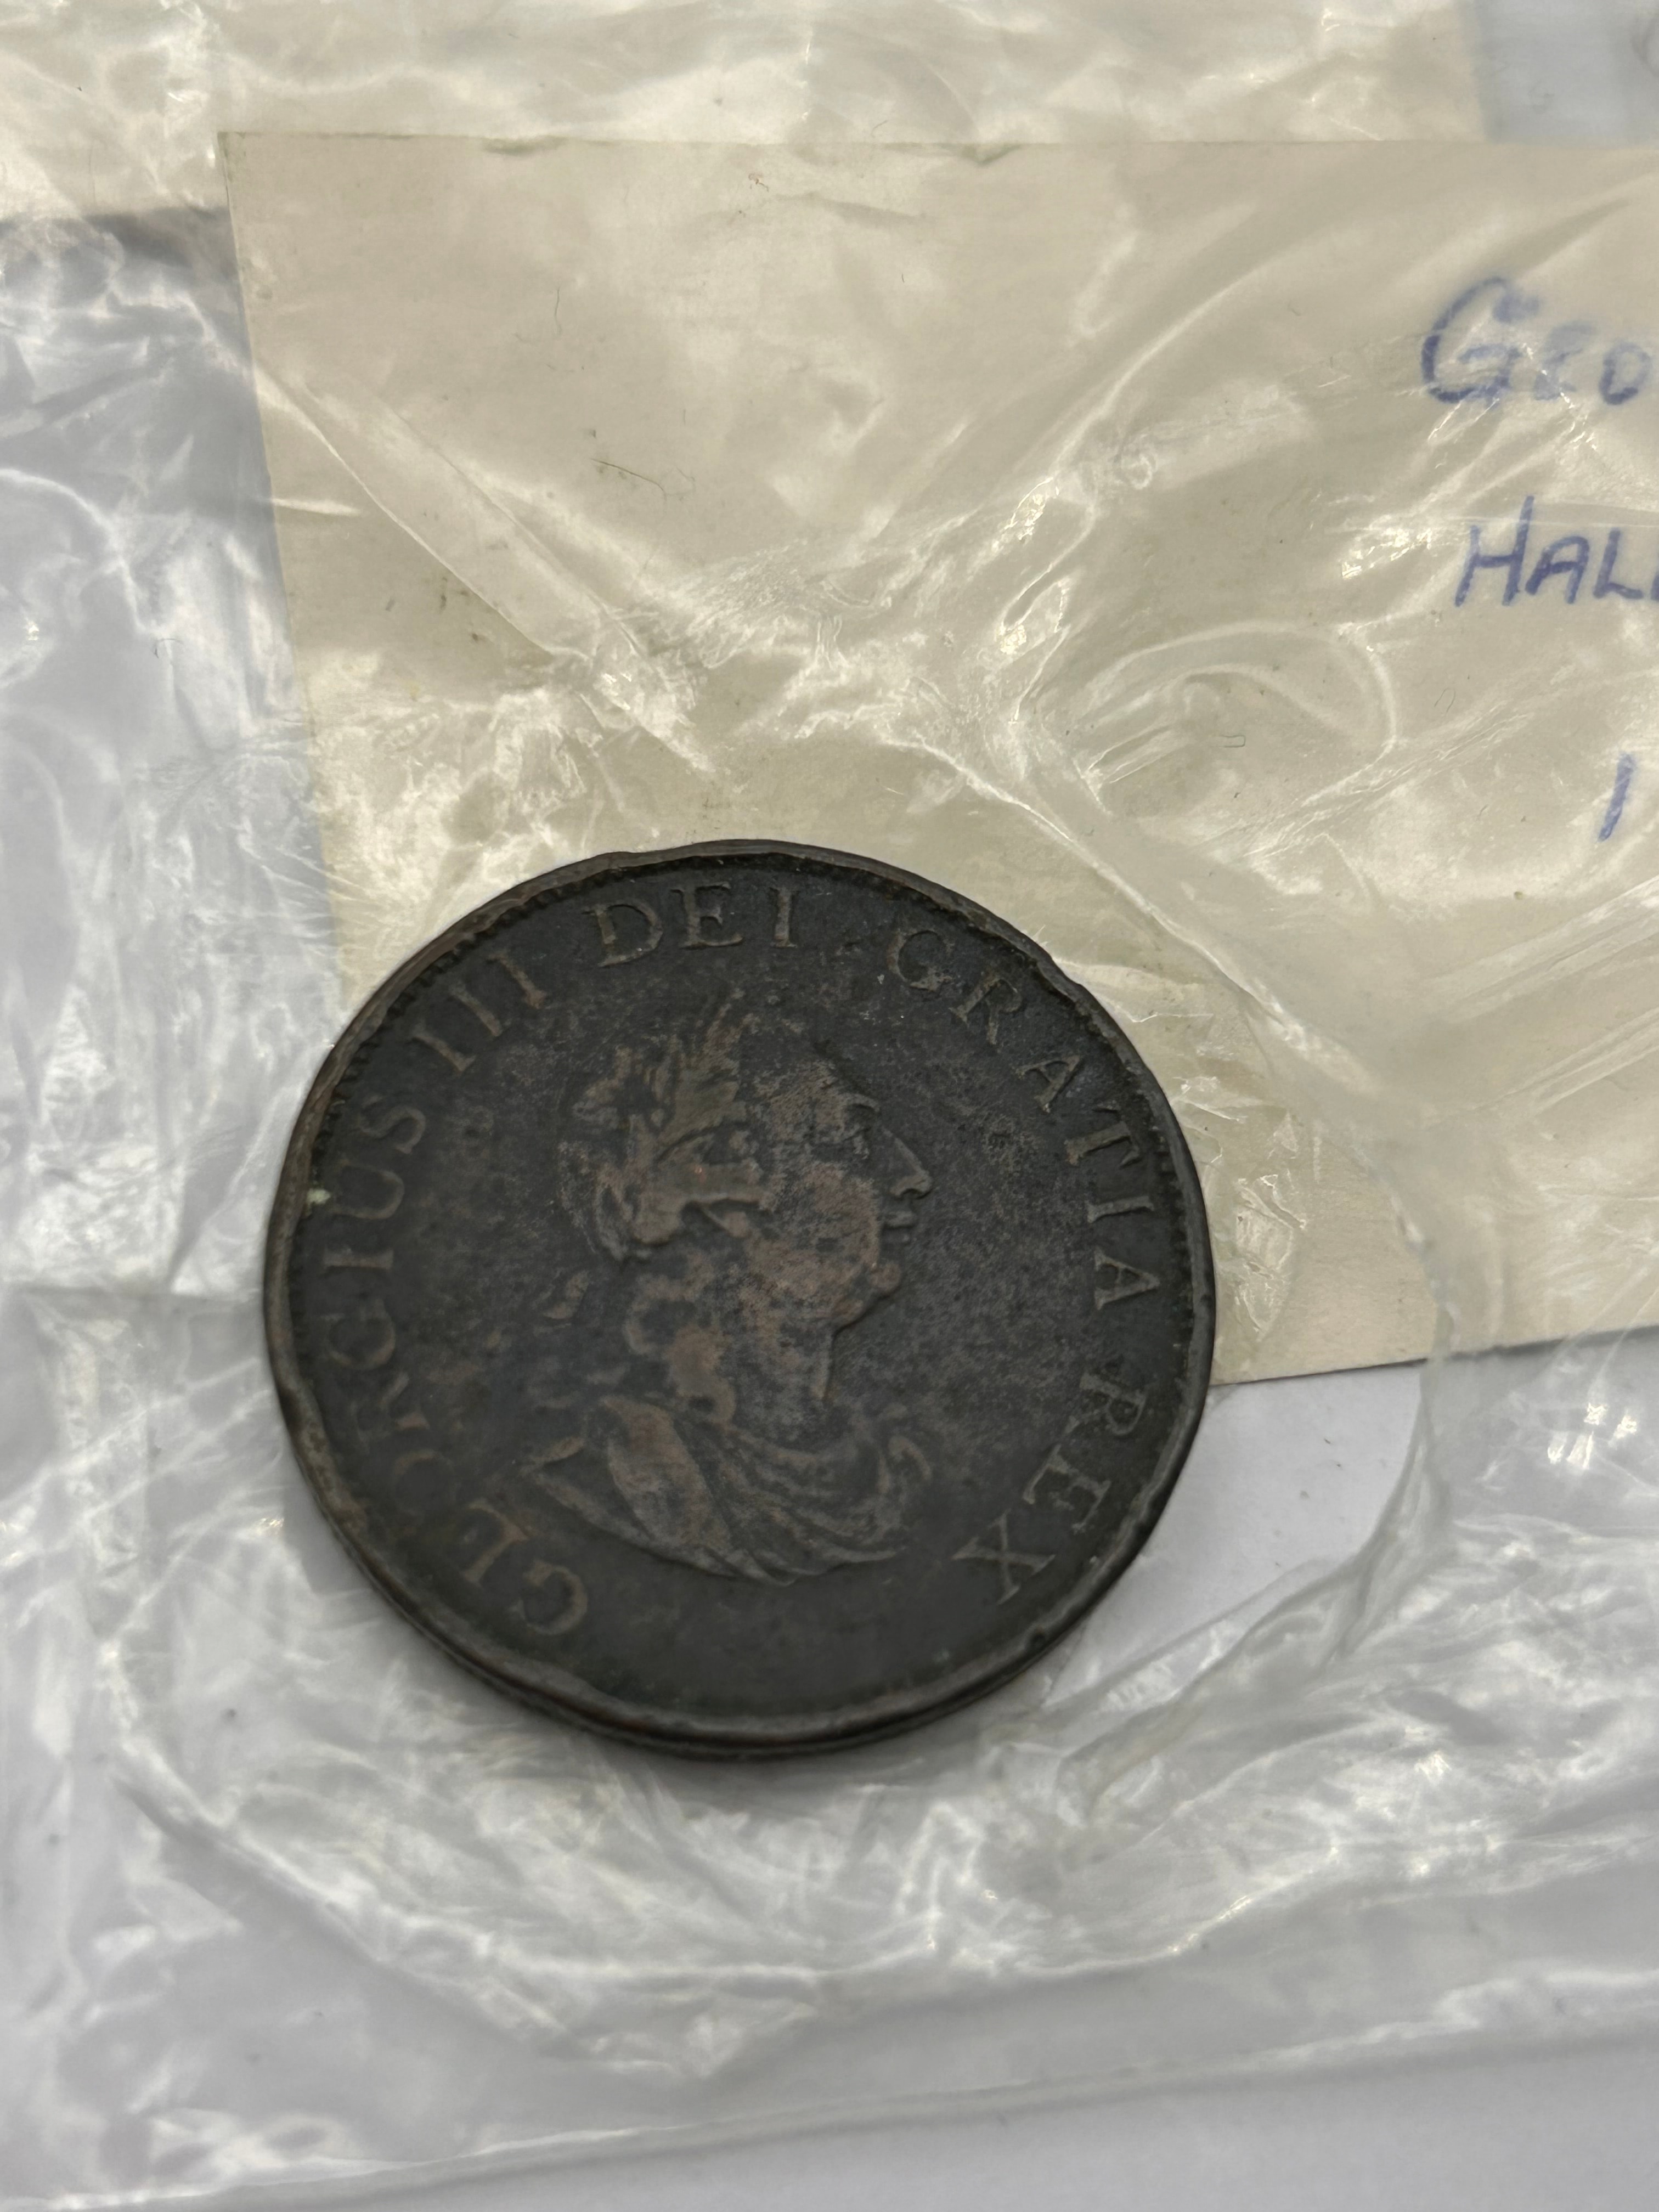 GEO
HAL
1
GEORGIUS III DEI · GRATIA REX